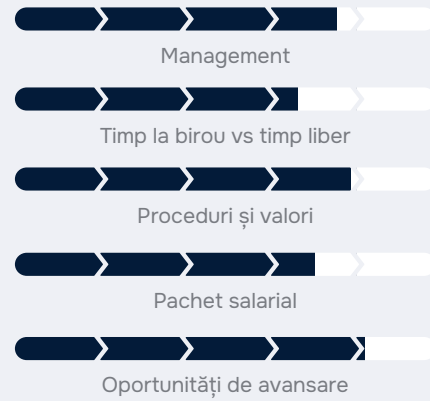 Management
Timp la birou vs timp liber
Proceduri și valori
Pachet salarial
Oportunități de avansare